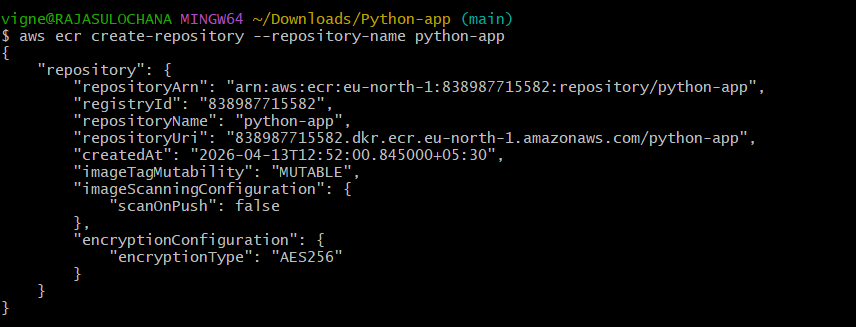 vigne@RAJASULOCHANA MINGW64 ~/Downloads/Python-app (main)
$ aws ecr create-repository --repository-name python-app
{
    "repository": {
        "repositoryArn": "arn:aws:ecr:eu-north-1:838987715582:repository/python-app",
        "registryId": "838987715582",
        "repositoryName": "python-app",
        "repositoryUri": "838987715582.dkr.ecr.eu-north-1.amazonaws.com/python-app",
        "createdAt": "2026-04-13T12:52:00.845000+05:30",
        "imageTagMutability": "MUTABLE",
        "imageScanningConfiguration": {
            "scanOnPush": false
        },
        "encryptionConfiguration": {
            "encryptionType": "AES256"
        }
    }
}